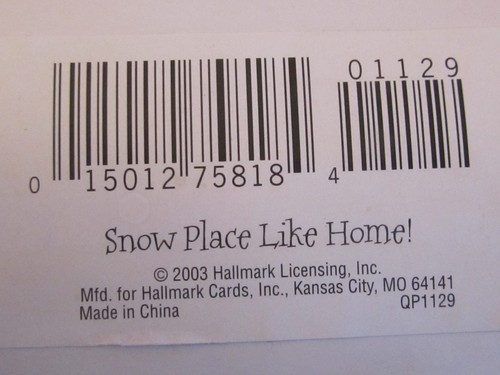 01129
0 15012 75818 4
Snow Place Like Home!
© 2003 Hallmark Licensing, Inc.
Mfd. for Hallmark Cards, Inc., Kansas City, MO 64141
Made in China QP1129